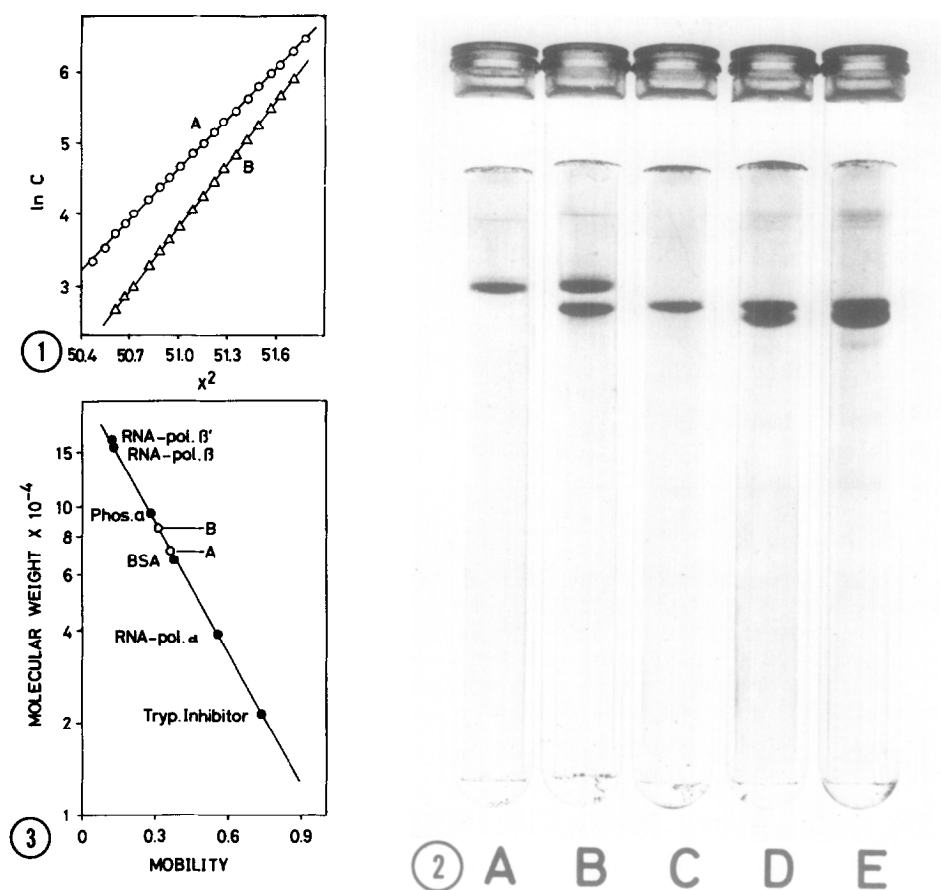 6
5
4
3
ln C
A
B
50.4 50.7 51.0 51.3 51.6
x²
1
15
10
8
6
4
2
1
MOLECULAR WEIGHT X 10⁻⁴
RNA-pol. ß'
RNA-pol. ß
Phos.a
B
A
BSA
RNA-pol. α
Tryp. Inhibitor
0 0.3 0.6 0.9
MOBILITY
3
2 A B C D E